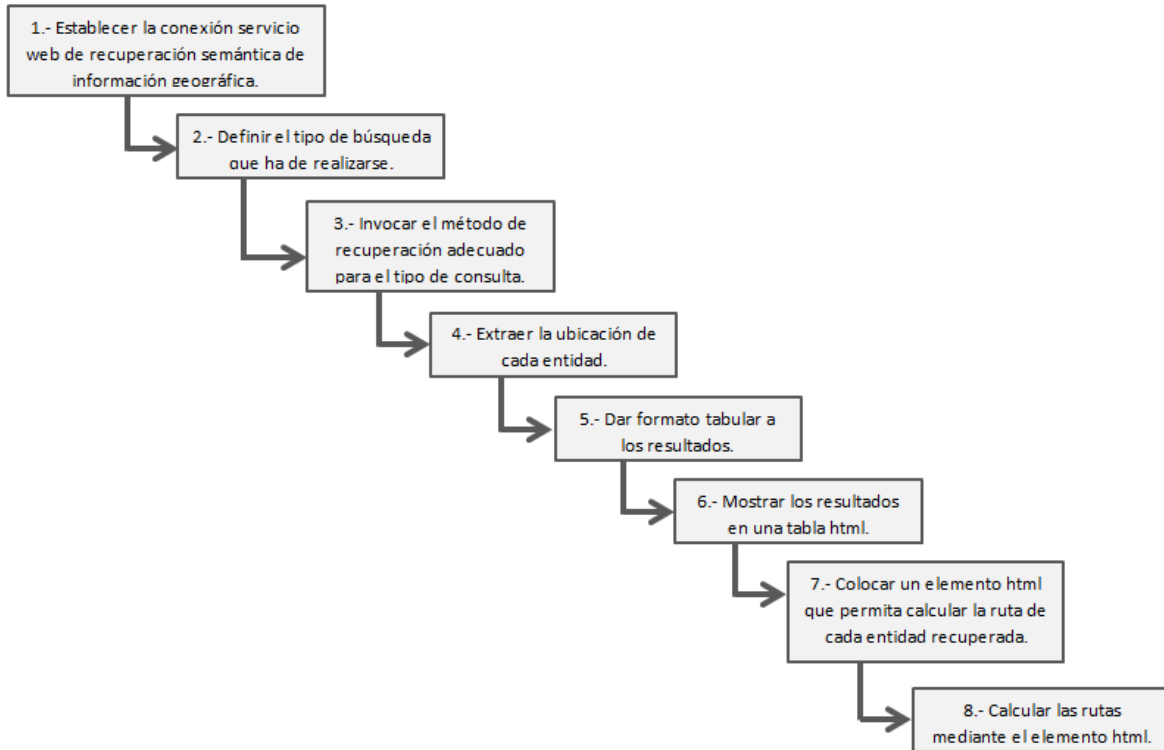 1.- Establecer la conexión servicio
web de recuperación semántica de
información geográfica.
2.- Definir el tipo de búsqueda
que ha de realizarse.
3.- Invocar el método de
recuperación adecuado
para el tipo de consulta.
4.- Extraer la ubicación de
cada entidad.
5.- Dar formato tabular a
los resultados.
6.- Mostrar los resultados
en una tabla html.
7.- Colocar un elemento html
que permita calcular la ruta de
cada entidad recuperada.
8.- Calcular las rutas
mediante el elemento html.